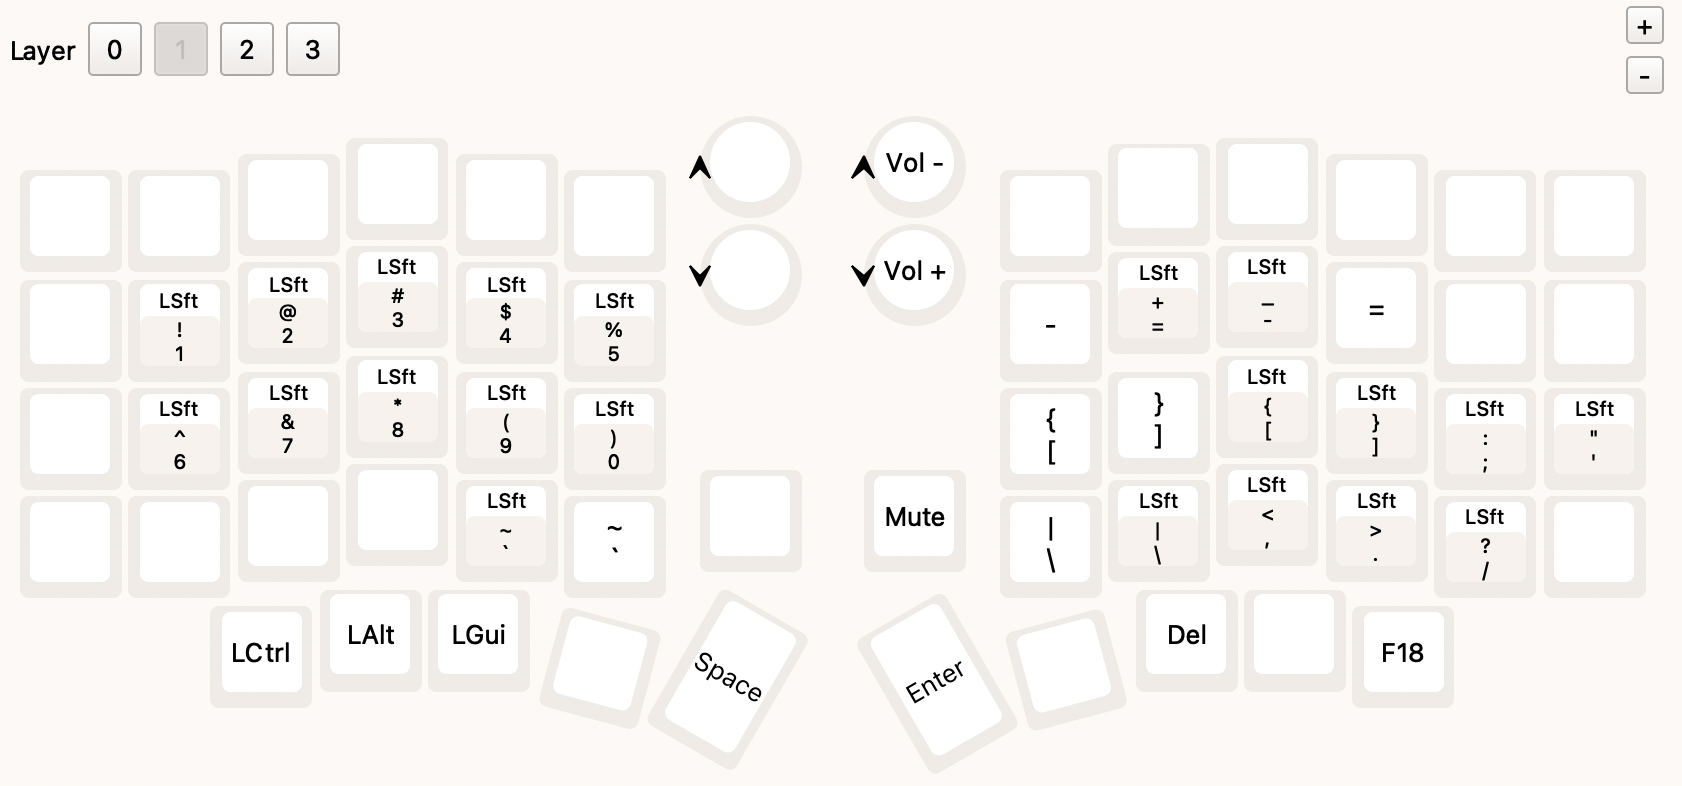 Layer 0 1 2 3
+
-
Vol -
Vol +
LSft ! 1
LSft @ 2
LSft # 3
LSft $ 4
LSft % 5
-
LSft + =
LSft _ -
=
LSft ^ 6
LSft & 7
LSft * 8
LSft ( 9
LSft ) 0
{ [
} ]
LSft { [
LSft } ]
LSft : ;
LSft " '
LSft ~ `
~ `
Mute
| \
LSft | \
LSft < ,
LSft > .
LSft ? /
LCtrl
LAlt
LGui
Space
Enter
Del
F18